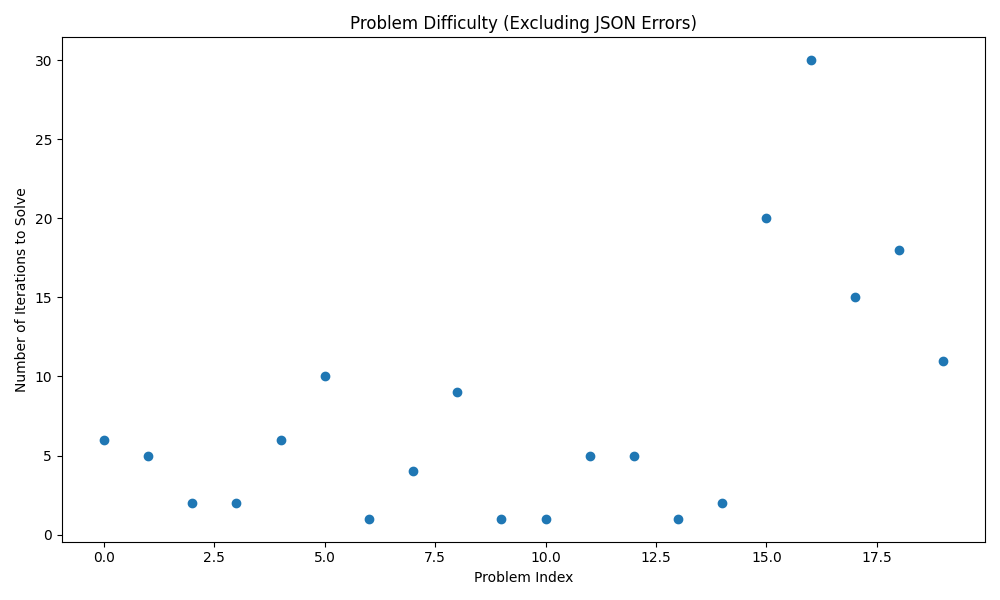 Problem Difficulty (Excluding JSON Errors)
30
25
20
15
10
5
0
Number of Iterations to Solve
0.0 2.5 5.0 7.5 10.0 12.5 15.0 17.5
Problem Index